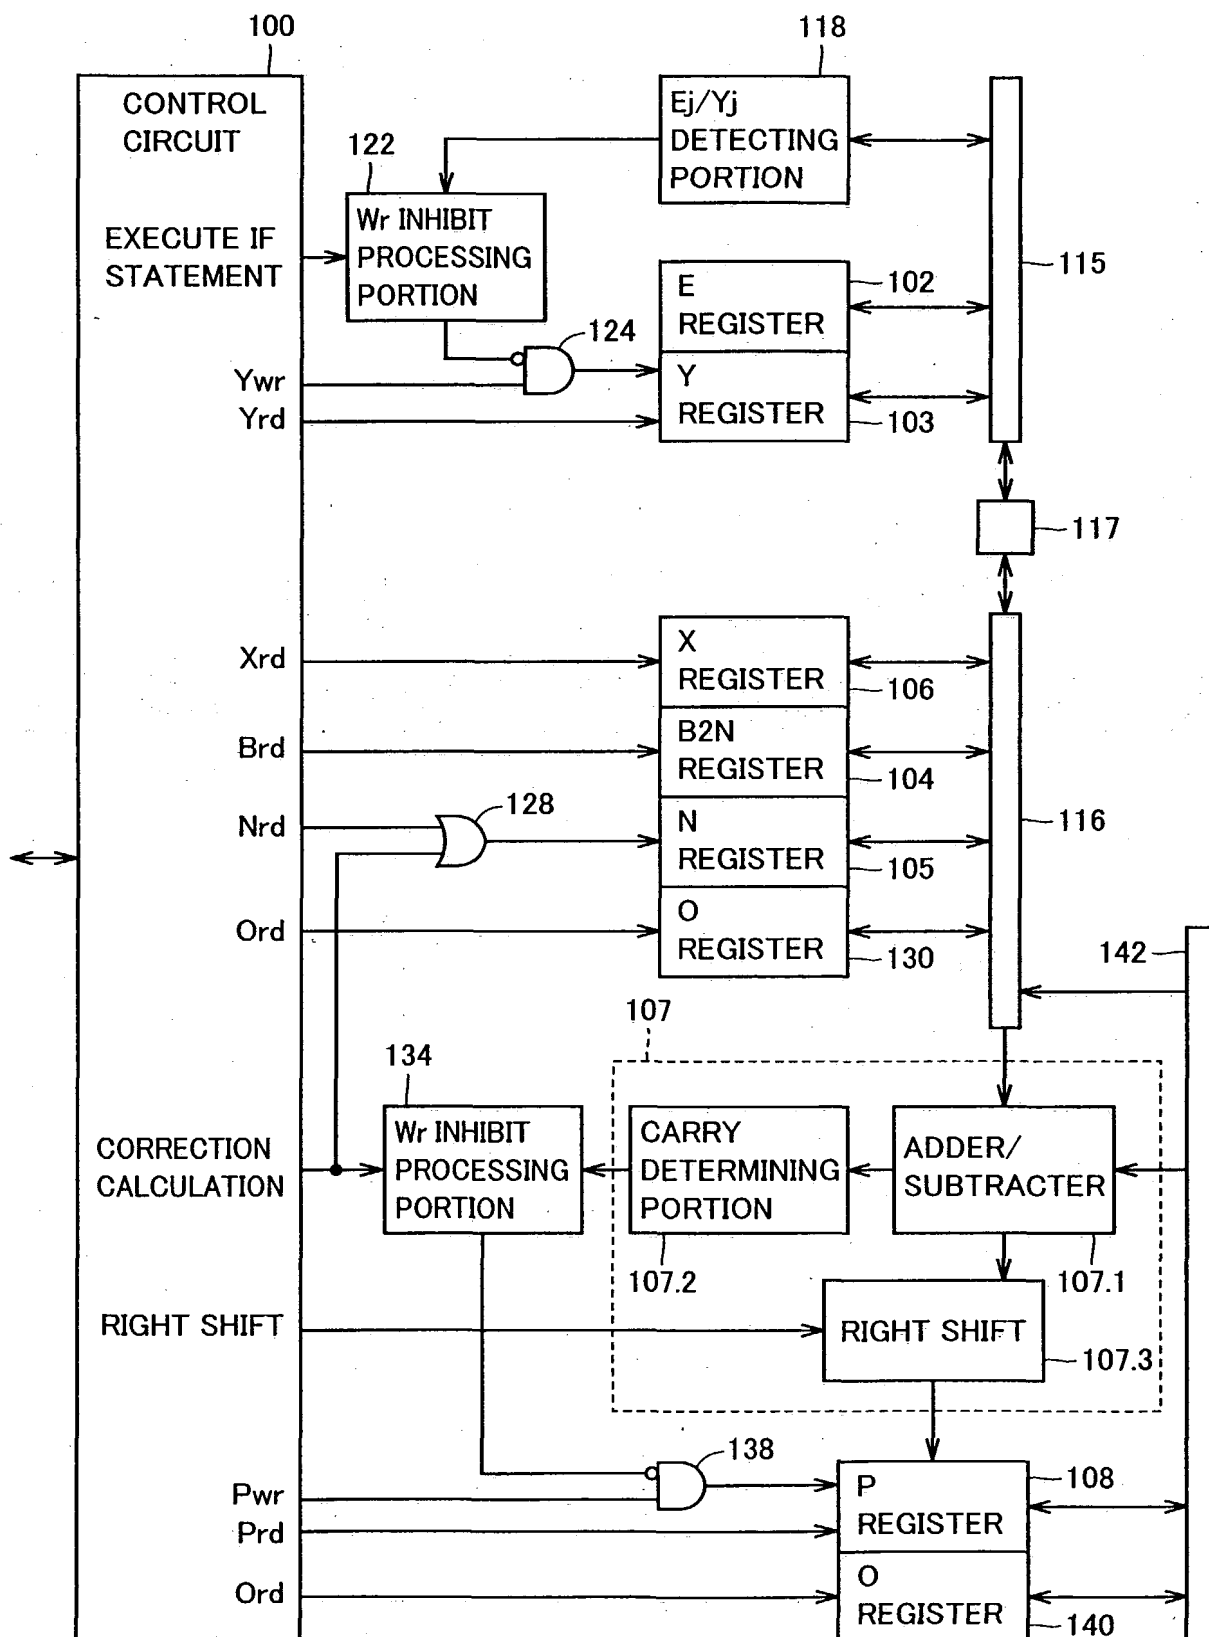 100
118
CONTROL
CIRCUIT
Ej/Yj
DETECTING
PORTION
122
Wr INHIBIT
PROCESSING
PORTION
EXECUTE IF
STATEMENT
115
E
REGISTER
102
124
Ywr
Yrd
Y
REGISTER
103
117
Xrd
X
REGISTER
106
Brd
B2N
REGISTER
104
Nrd
128
N
REGISTER
105
116
Ord
O
REGISTER
130
142
107
134
CORRECTION
CALCULATION
Wr INHIBIT
PROCESSING
PORTION
CARRY
DETERMINING
PORTION
ADDER/
SUBTRACTER
107.2
107.1
RIGHT SHIFT
RIGHT SHIFT
107.3
138
Pwr
Prd
P
REGISTER
108
Ord
O
REGISTER
140